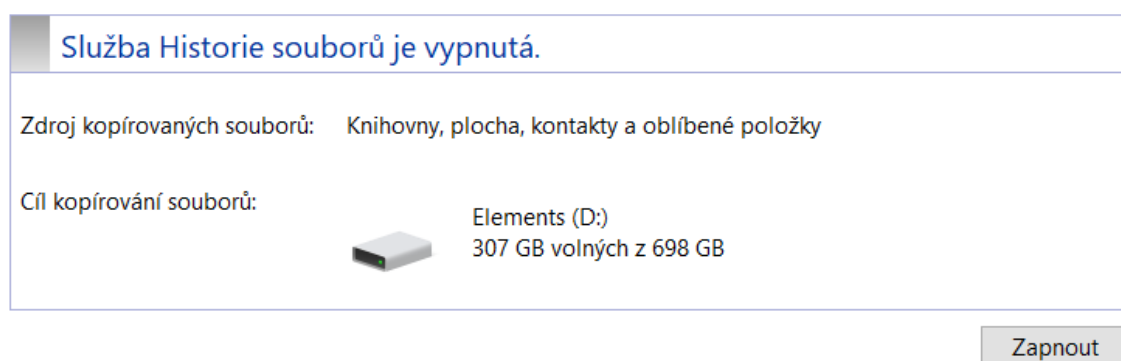 Služba Historie souborů je vypnutá.
Zdroj kopírovaných souborů: Knihovny, plocha, kontakty a oblíbené položky
Cíl kopírování souborů:
Elements (D:)
307 GB volných z 698 GB
Zapnout